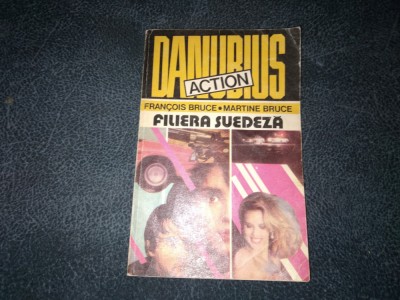 DANUBIUS
ACTION
FRANÇOIS BRUCE • MARTINE BRUCE
FILIERA SUEDEZĂ